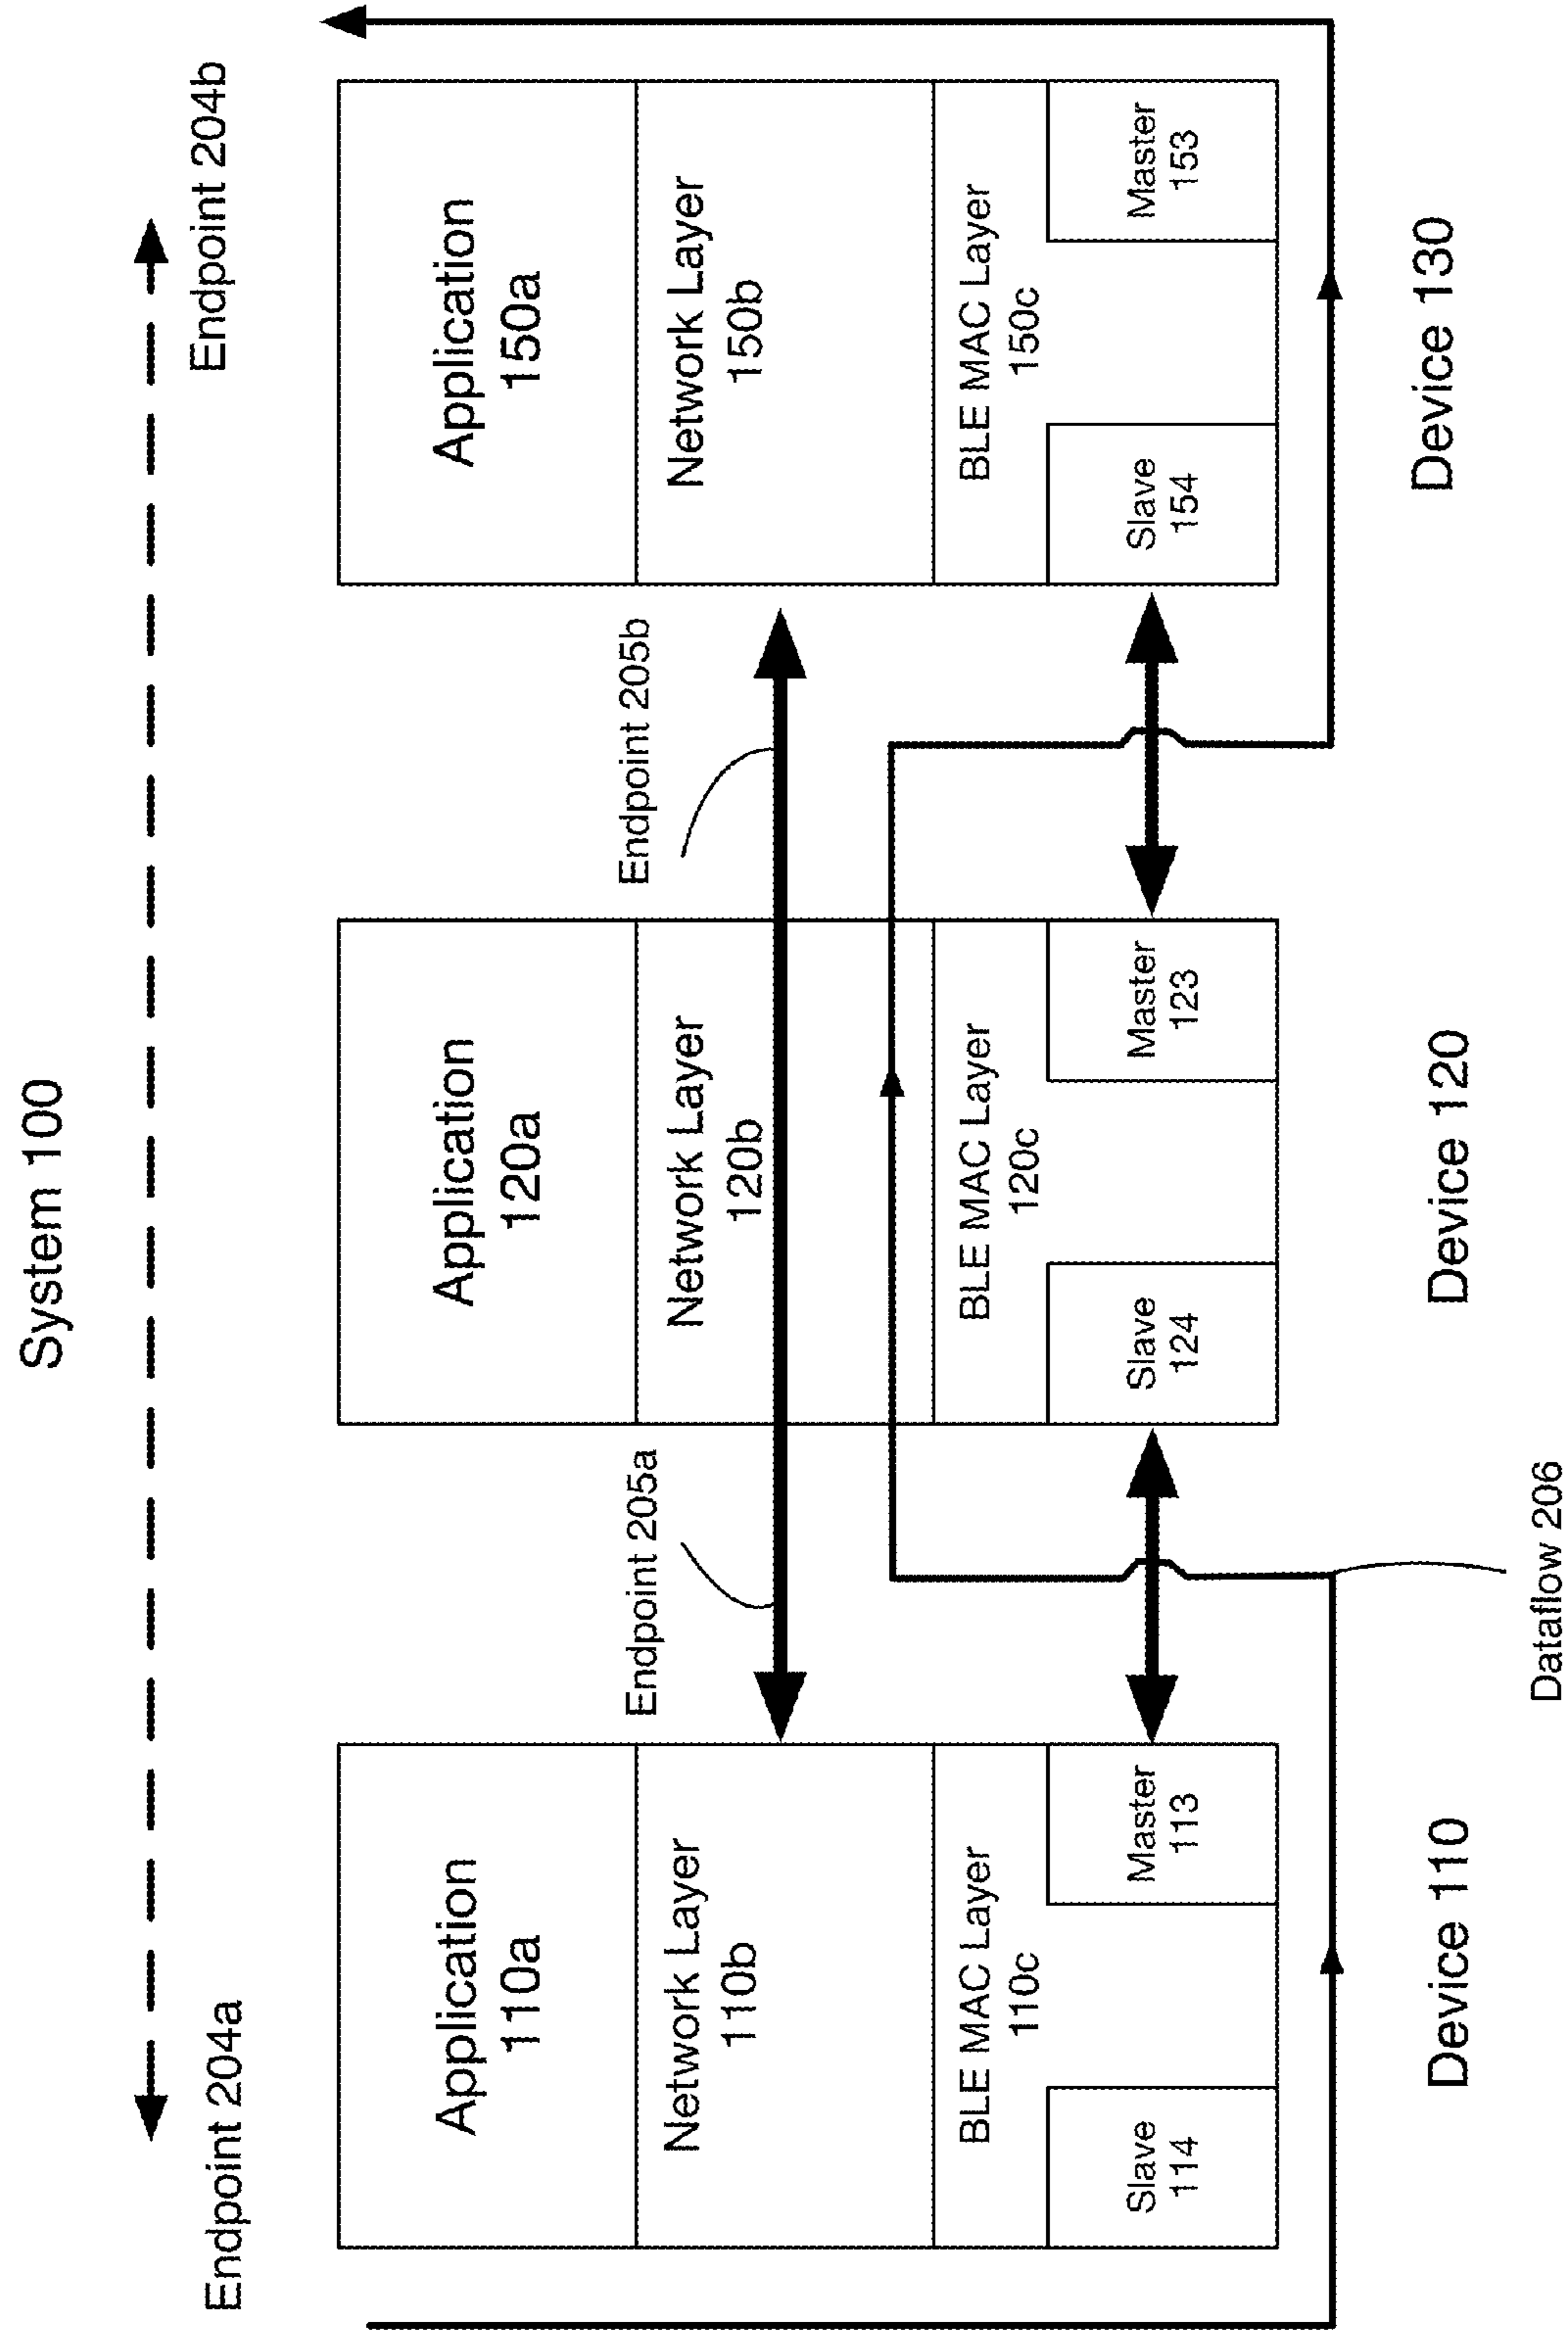 System 100
Endpoint 204a
Endpoint 204b
Application
110a
Network Layer
110b
BLE MAC Layer
110c
Slave
114
Master
113
Device 110
Endpoint 205a
Application
120a
Network Layer
120b
BLE MAC Layer
120c
Slave
124
Master
123
Device 120
Endpoint 205b
Application
150a
Network Layer
150b
BLE MAC Layer
150c
Slave
154
Master
153
Device 130
Dataflow 206